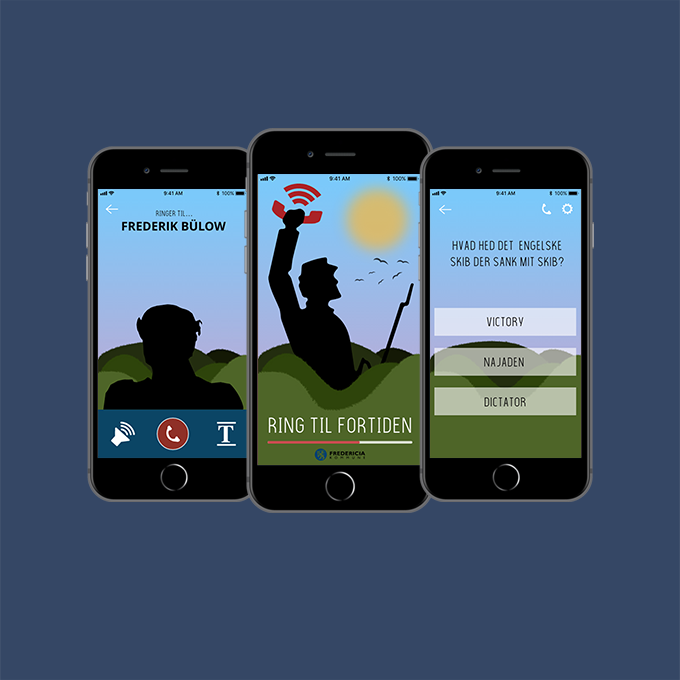 9:41 AM
100%
RINGER TIL...
FREDERIK BÜLOW
T
9:41 AM
100%
RING TIL FORTIDEN
FREDERICIA
KOMMUNE
9:41 AM
100%
HVAD HED DET ENGELSKE
SKIB DER SANK MIT SKIB?
VICTORY
NAJADEN
DICTATOR